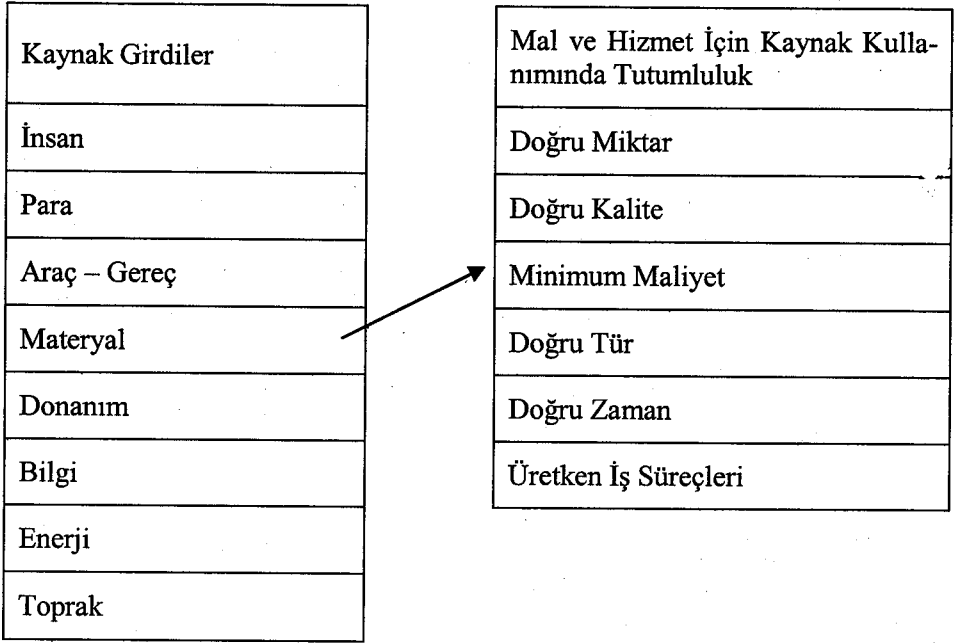 Kaynak Girdiler
İnsan
Para
Araç – Gereç
Materyal
Donanım
Bilgi
Enerji
Toprak
Mal ve Hizmet İçin Kaynak Kulla-
nımında Tutumluluk
Doğru Miktar
Doğru Kalite
Minimum Maliyet
Doğru Tür
Doğru Zaman
Üretken İş Süreçleri